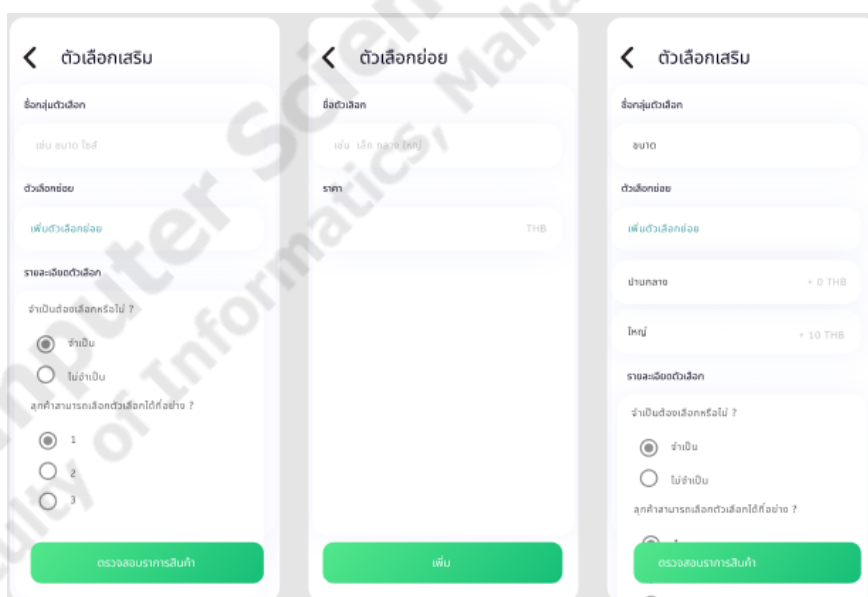 ตัวเลือกเสริม
ชื่อกลุ่มตัวเลือก
เช่น ขนาด ไซส์
ตัวเลือกย่อย
เพิ่มตัวเลือกย่อย
รายละเอียดตัวเลือก
จำเป็นต้องเลือกหรือไม่ ?
จำเป็น
ไม่จำเป็น
ลูกค้าสามารถเลือกตัวเลือกได้กี่อย่าง ?
1
2
3
ตรวจสอบรายการสินค้า
ตัวเลือกย่อย
ชื่อตัวเลือก
เช่น เล็ก กลาง ใหญ่
ราคา
THB
เพิ่ม
ตัวเลือกเสริม
ชื่อกลุ่มตัวเลือก
ขนาด
ตัวเลือกย่อย
เพิ่มตัวเลือกย่อย
ปานกลาง + 0 THB
ใหญ่ + 10 THB
รายละเอียดตัวเลือก
จำเป็นต้องเลือกหรือไม่ ?
จำเป็น
ไม่จำเป็น
ลูกค้าสามารถเลือกตัวเลือกได้กี่อย่าง ?
ตรวจสอบรายการสินค้า